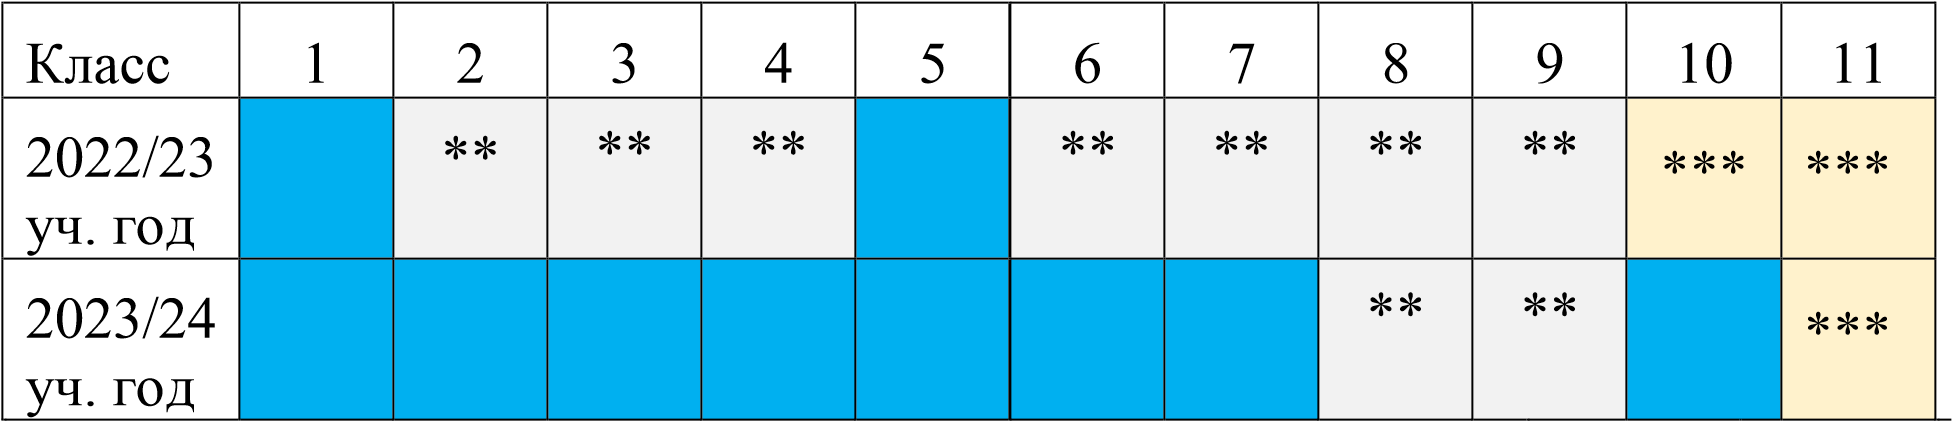 Класс 1 2 3 4 5 6 7 8 9 10 11
2022/23 ** ** ** ** ** ** ** *** ***
уч. год
2023/24 ** ** ***
уч. год